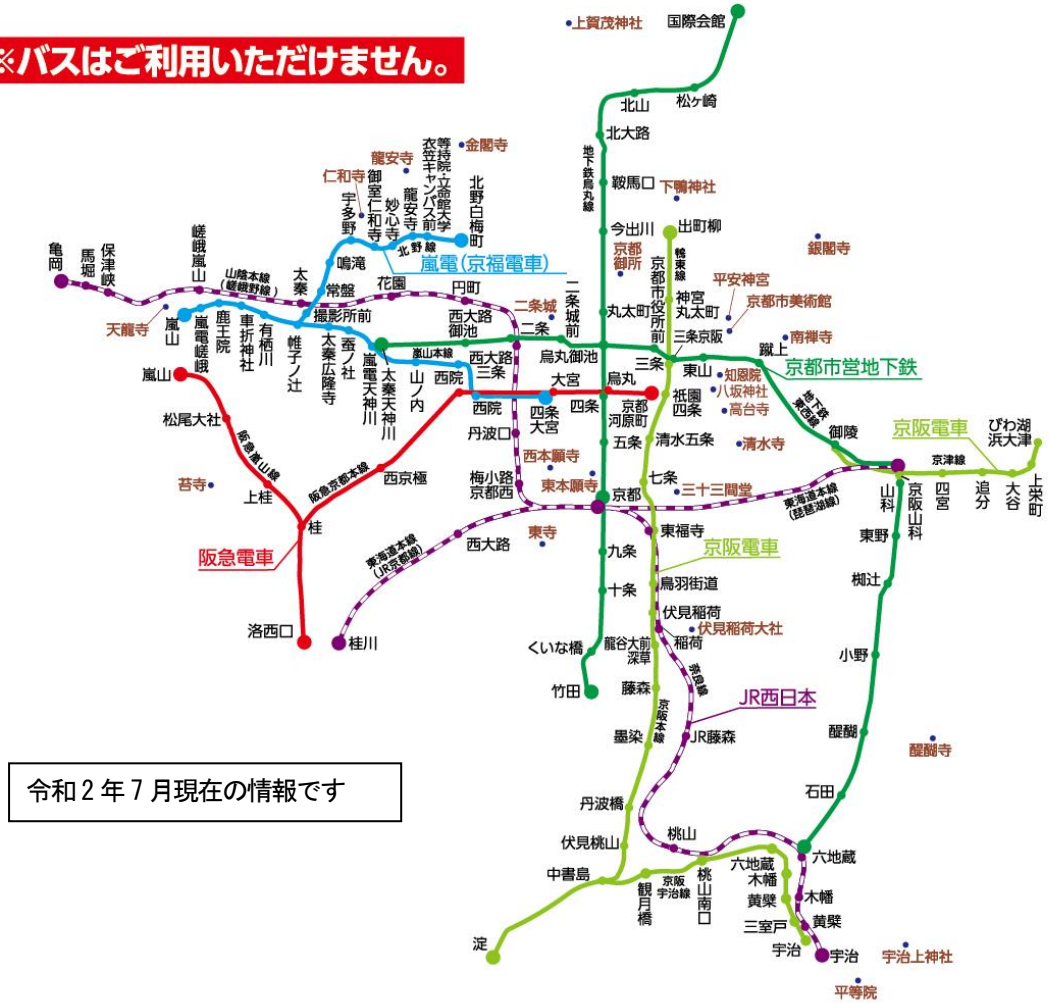 ※バスはご利用いただけません。
上賀茂神社
国際会館
北山
松ヶ崎
北大路
地下鉄烏丸線
鞍馬口
今出川
下鴨神社
出町柳
鴨東線
銀閣寺
京都
御所
京都市役所前
神宮
丸太町
丸太町
平安神宮
京都市美術館
南禅寺
金閣寺
龍安寺
仁和寺
等持院・立命館大学
衣笠キャンパス前
北野白梅町
龍安寺
妙心寺
御室仁和寺
宇多野
北野線
鳴滝
常盤
嵐電(京福電車)
亀岡
馬堀
保津峡
嵯峨嵐山
山陰本線
(嵯峨野線)
太秦
花園
円町
二条城
二条城前
天龍寺
嵐山
嵐電嵯峨
鹿王院
車折神社
有栖川
帷子ノ辻
撮影所前
太秦広隆寺
蚕ノ社
嵐電天神川
太秦天神川
嵐山本線
山ノ内
西大路
御池
西大路
三条
二条
烏丸御池
三条京阪
三条
東山
蹴上
京都市営地下鉄
地下鉄
東西線
知恩院
八坂神社
高台寺
祇園
四条
嵐山
松尾大社
阪急嵐山線
上桂
苔寺
桂
阪急電車
洛西口
阪急京都本線
西京極
西院
西院
四条
大宮
大宮
四条
烏丸
京都
河原町
丹波口
五条
清水五条
清水寺
御陵
京阪電車
京津線
びわ湖
浜大津
上栄町
大谷
追分
四宮
京阪山科
山科
西本願寺
東本願寺
梅小路
京都西
京都
七条
三十三間堂
東海道本線
(琵琶湖線)
東海道本線
(JR京都線)
西大路
東寺
桂川
九条
十条
くいな橋
竹田
東福寺
京阪電車
鳥羽街道
伏見稲荷
伏見稲荷大社
稲荷
龍谷大前
深草
奈良線
藤森
京阪本線
JR西日本
墨染
JR藤森
東野
椥辻
小野
醍醐
醍醐寺
石田
令和2年7月現在の情報です
丹波橋
伏見桃山
桃山
中書島
観月橋
京阪
宇治線
桃山南口
六地蔵
六地蔵
木幡
木幡
黄檗
黄檗
三室戸
宇治
宇治
淀
宇治上神社
平等院